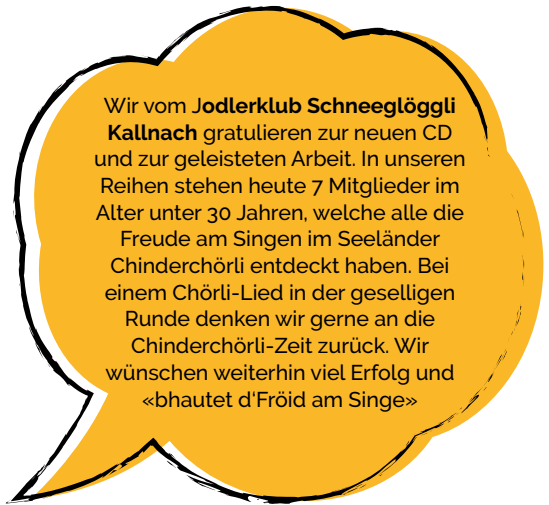 Wir vom Jodlerklub Schneeglöggli
Kallnach gratulieren zur neuen CD
und zur geleisteten Arbeit. In unseren
Reihen stehen heute 7 Mitglieder im
Alter unter 30 Jahren, welche alle die
Freude am Singen im Seeländer
Chinderchörli entdeckt haben. Bei
einem Chörli-Lied in der geselligen
Runde denken wir gerne an die
Chinderchörli-Zeit zurück. Wir
wünschen weiterhin viel Erfolg und
«bhautet d‘Fröid am Singe»